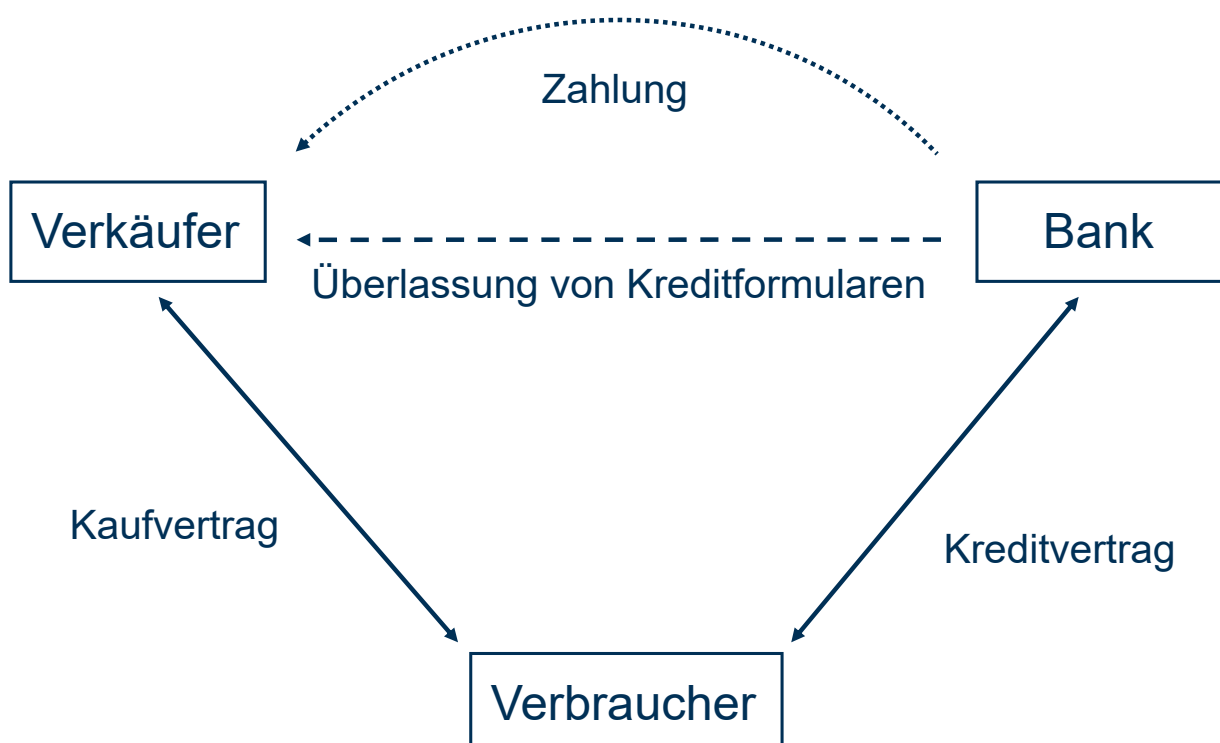 Zahlung
Verkäufer
Bank
Überlassung von Kreditformularen
Kaufvertrag
Kreditvertrag
Verbraucher